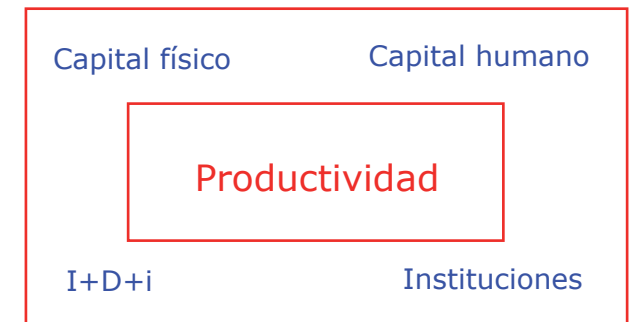 Capital físico
Capital humano
Productividad
I+D+i
Instituciones